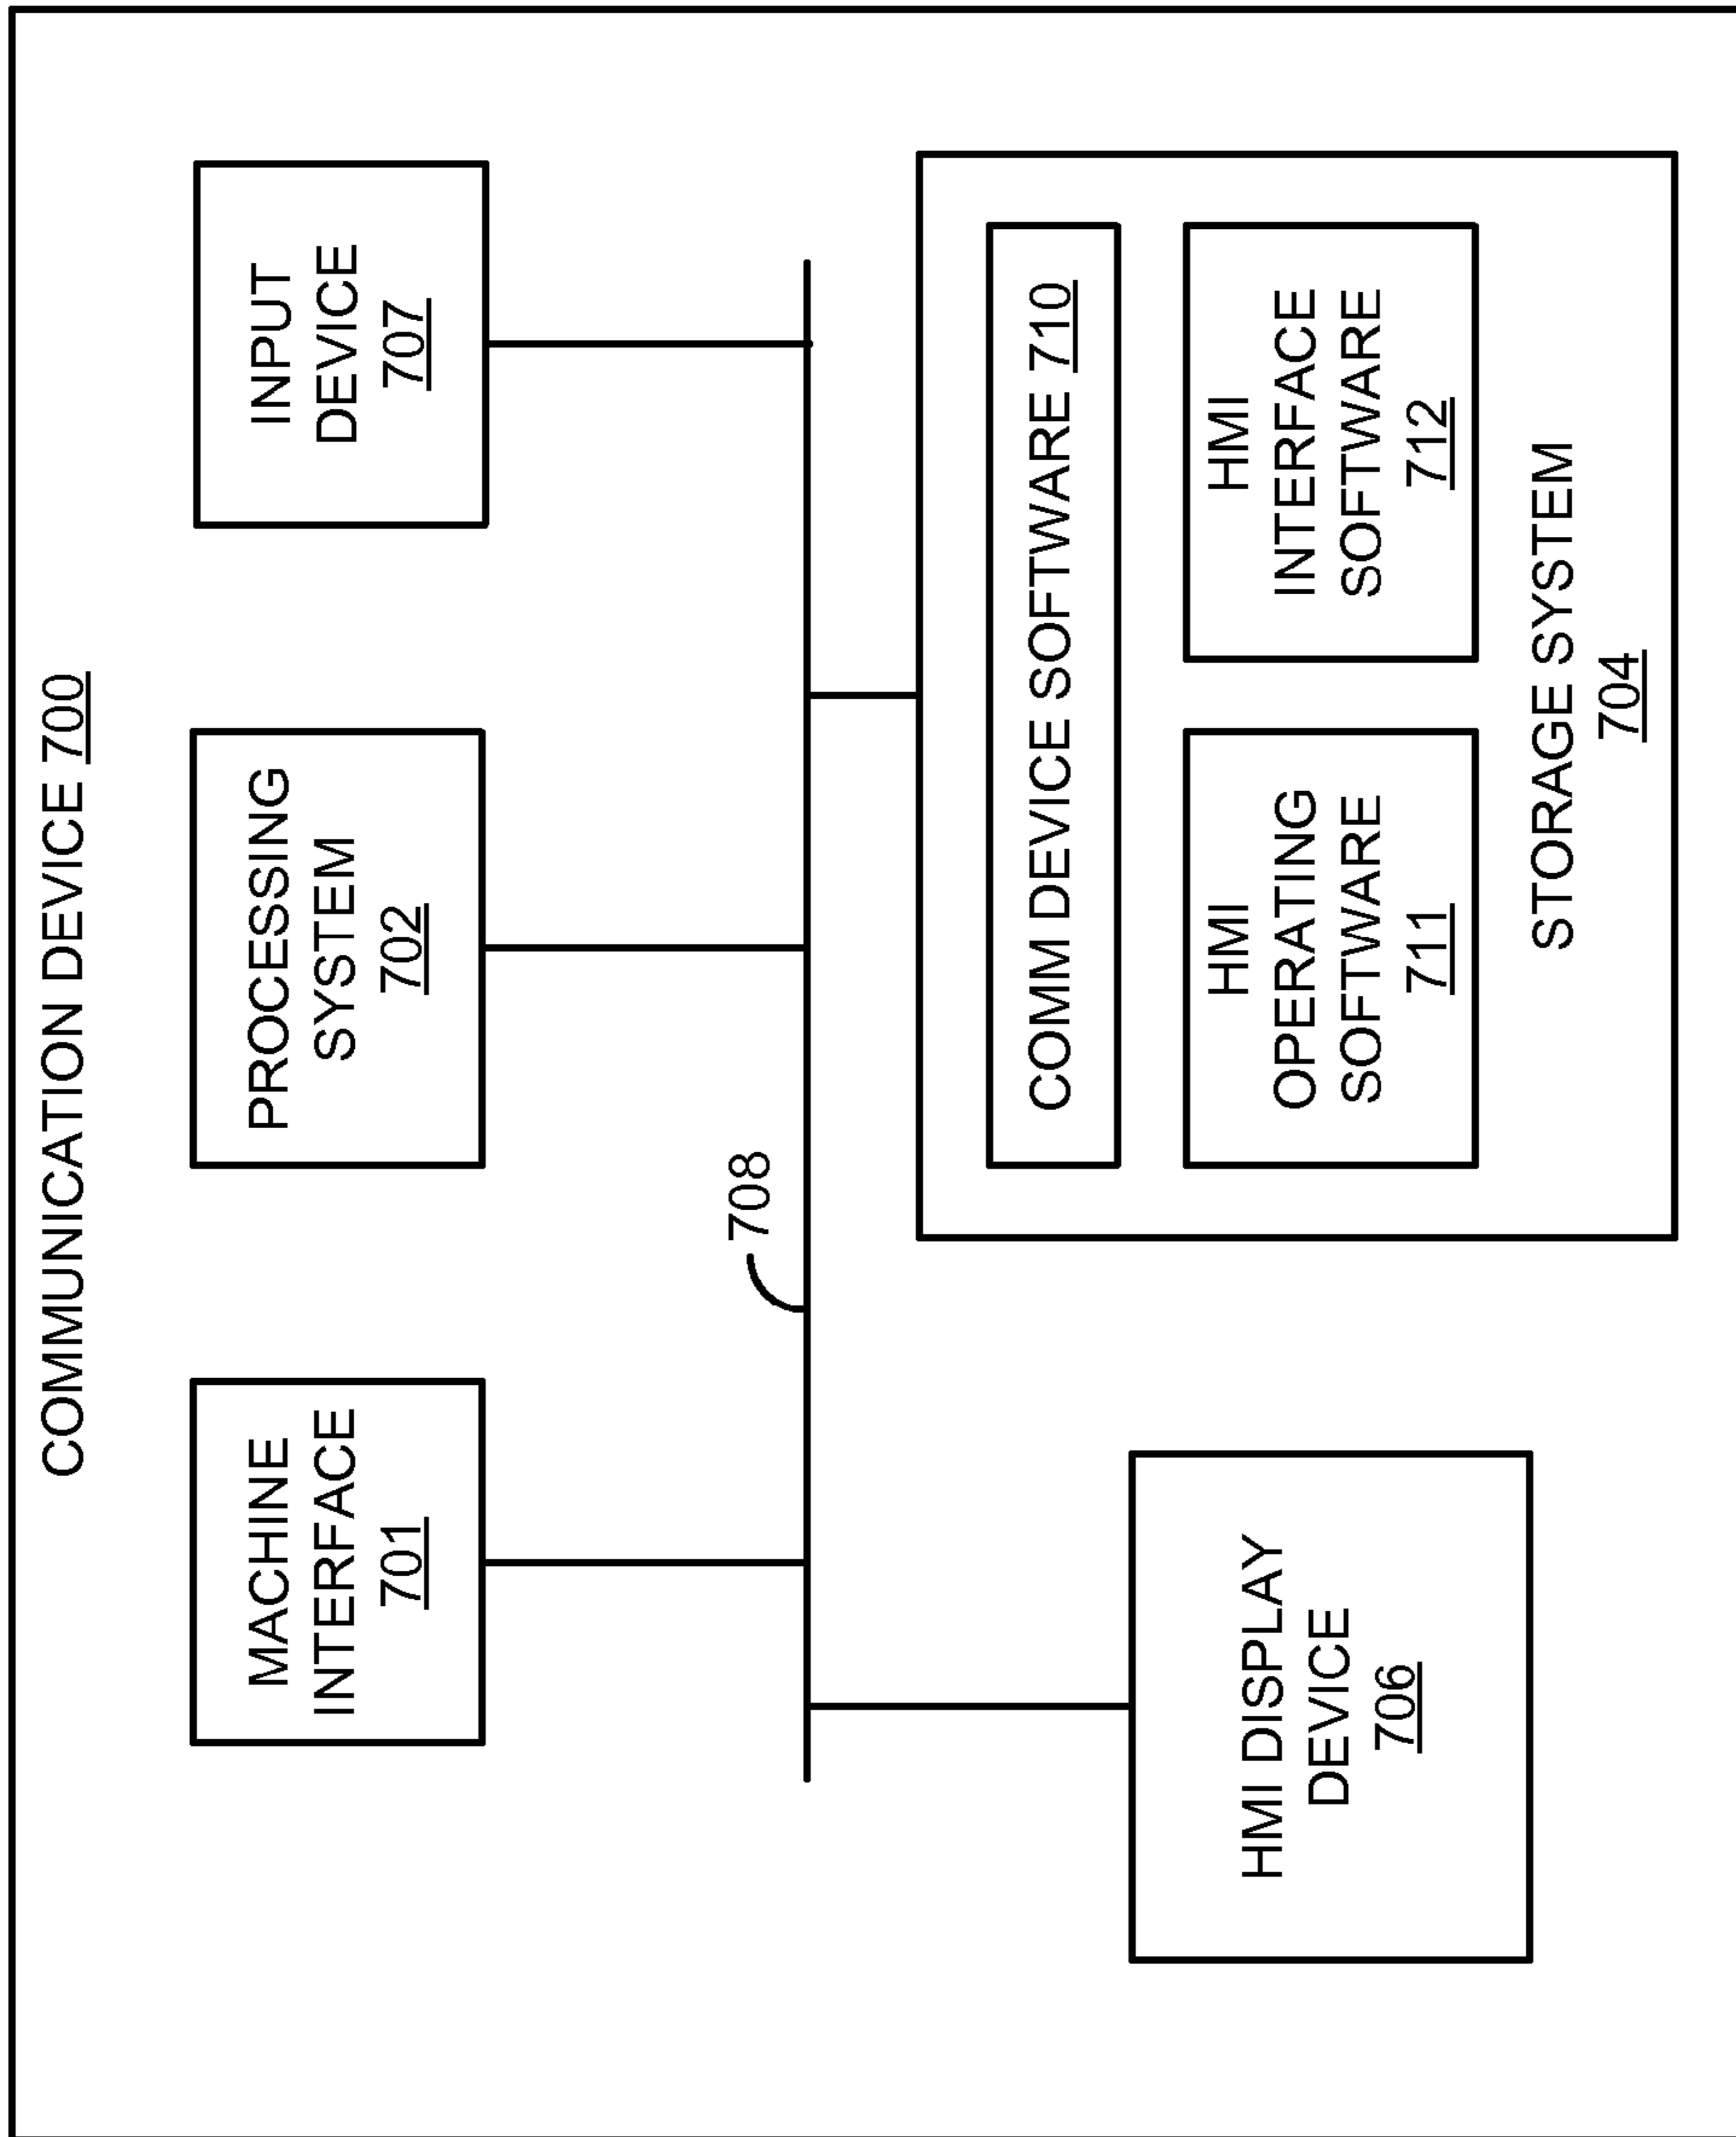 COMMUNICATION DEVICE 700
MACHINE
INTERFACE
701
PROCESSING
SYSTEM
702
INPUT
DEVICE
707
708
HMI DISPLAY
DEVICE
706
COMM DEVICE SOFTWARE 710
HMI
OPERATING
SOFTWARE
711
HMI
INTERFACE
SOFTWARE
712
STORAGE SYSTEM
704